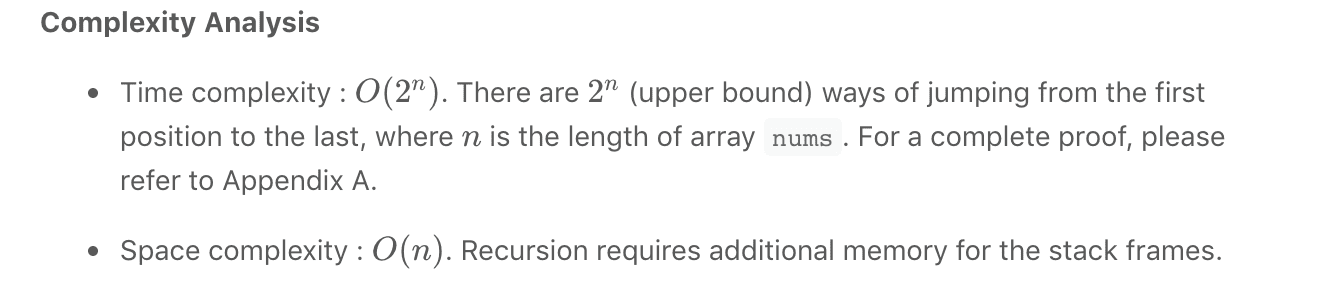 Complexity Analysis
• Time complexity : O(2ⁿ). There are 2ⁿ (upper bound) ways of jumping from the first
position to the last, where n is the length of array nums . For a complete proof, please
refer to Appendix A.
• Space complexity : O(n). Recursion requires additional memory for the stack frames.